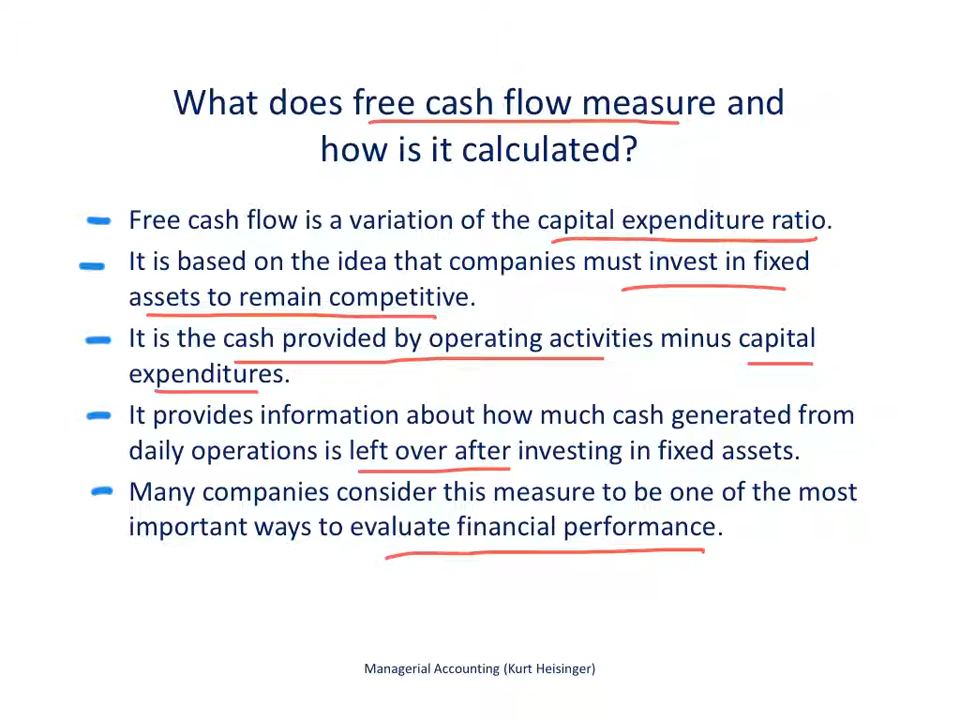 What does free cash flow measure and
how is it calculated?
Free cash flow is a variation of the capital expenditure ratio.
It is based on the idea that companies must invest in fixed
assets to remain competitive.
It is the cash provided by operating activities minus capital
expenditures.
It provides information about how much cash generated from
daily operations is left over after investing in fixed assets.
Many companies consider this measure to be one of the most
important ways to evaluate financial performance.
Managerial Accounting (Kurt Heisinger)